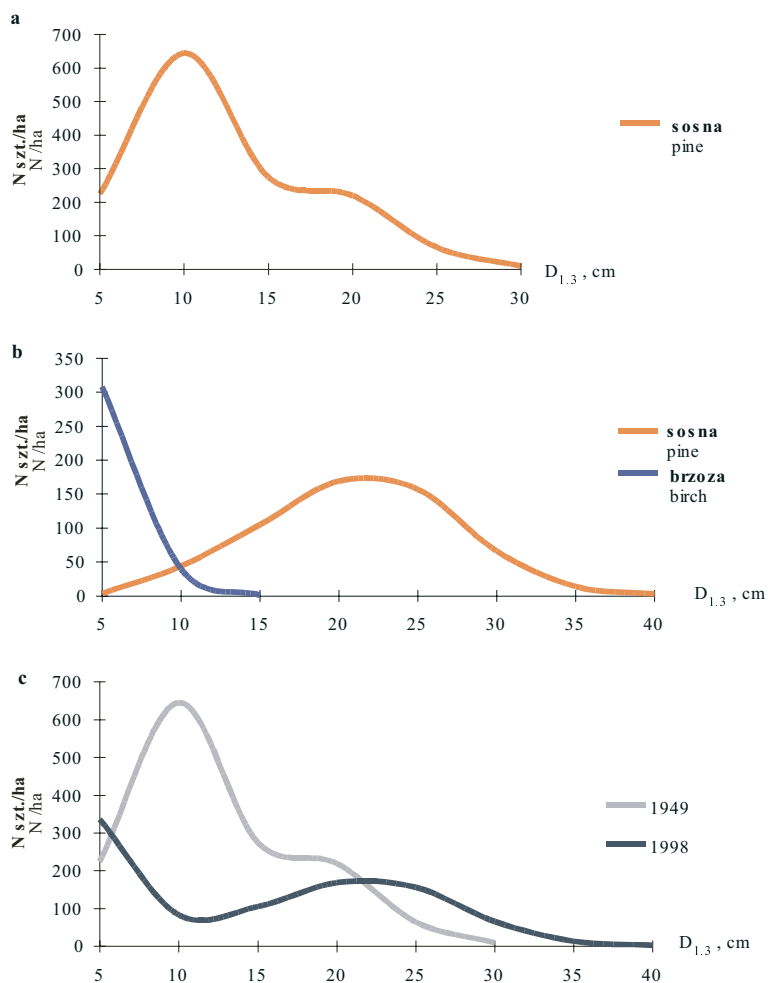 a
N szt./ha
N /ha
700
600
500
400
300
200
100
0
5 10 15 20 25 30
D1.3 , cm
sosna
pine
b
N szt./ha
N /ha
350
300
250
200
150
100
50
0
5 10 15 20 25 30 35 40
D1.3 , cm
sosna
pine
brzoza
birch
c
N szt./ha
N /ha
700
600
500
400
300
200
100
0
5 10 15 20 25 30 35 40
D1.3 , cm
1949
1998